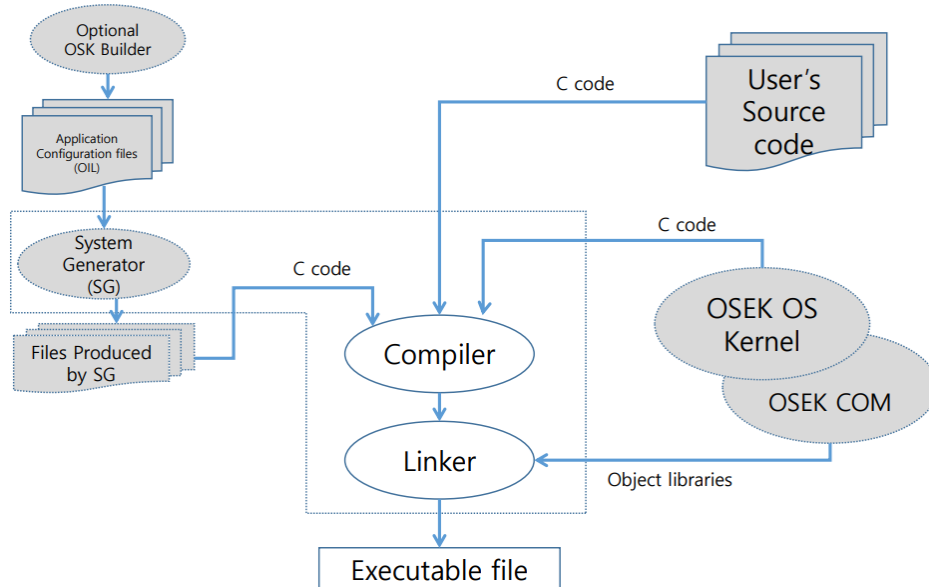 Optional
OSK Builder
Application
Configuration files
(OIL)
C code
User's
Source
code
System
Generator
(SG)
C code
C code
Files Produced
by SG
Compiler
OSEK OS
Kernel
OSEK COM
Linker
Object libraries
Executable file